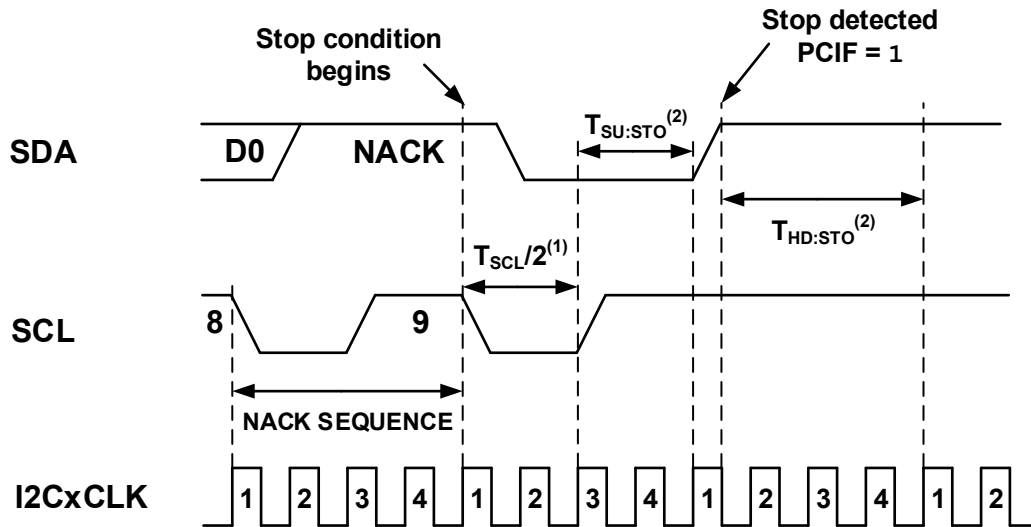 Stop condition
begins
Stop detected
PCIF = 1
SDA
D0
NACK
TSU:STO(2)
THD:STO(2)
TSCL/2(1)
SCL
8
9
NACK SEQUENCE
I2CxCLK
1 2 3 4 1 2 3 4 1 2 3 4 1 2